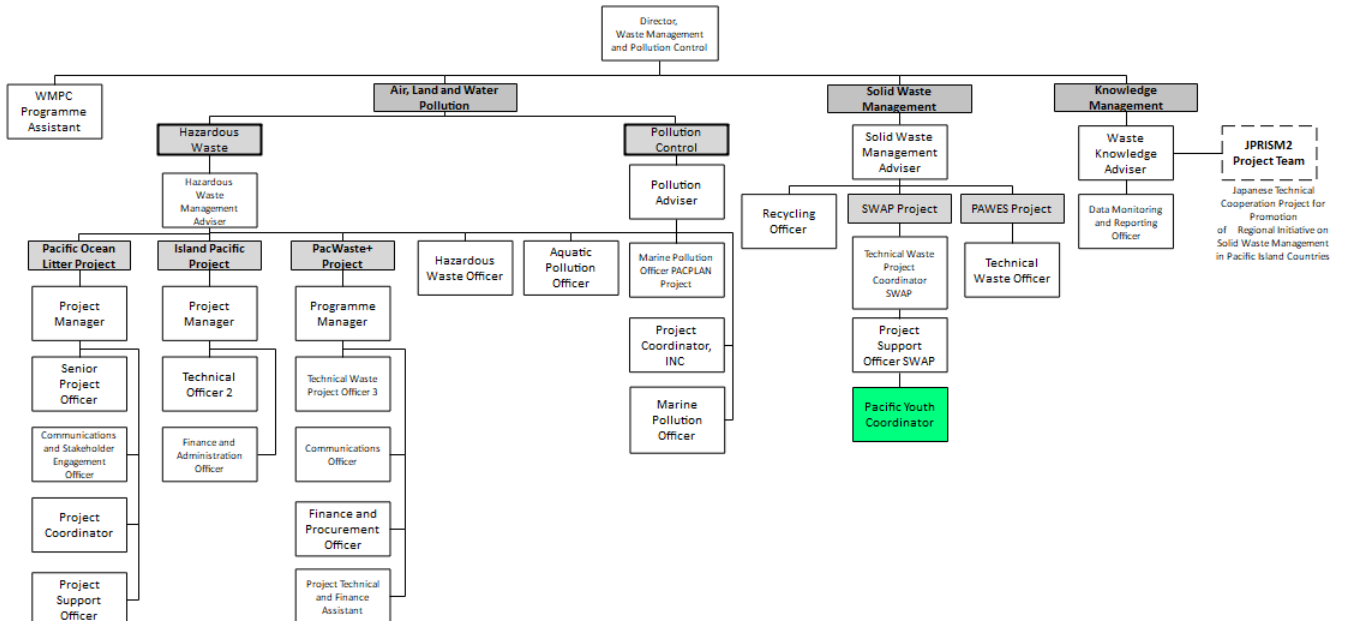 Director,
Waste Management
and Pollution Control
WMPC
Programme
Assistant
Air, Land and Water
Pollution
Solid Waste
Management
Knowledge
Management
Hazardous
Waste
Pollution
Control
Solid Waste
Management
Adviser
Waste
Knowledge
Adviser
JPRISM2
Project Team
Japanese Technical
Cooperation Project for
Promotion
of Regional Initiative on
Solid Waste Management
in Pacific Island Countries
Hazardous
Waste
Management
Adviser
Pollution
Adviser
Recycling
Officer
SWAP Project
PAWES Project
Data Monitoring
and Reporting
Officer
Pacific Ocean
Litter Project
Island Pacific
Project
PacWaste+
Project
Hazardous
Waste Officer
Aquatic
Pollution
Officer
Marine Pollution
Officer PACPLAN
Project
Technical Waste
Project
Coordinator
SWAP
Technical
Waste Officer
Project
Manager
Project
Manager
Programme
Manager
Project
Coordinator,
INC
Project
Support
Officer SWAP
Senior
Project
Officer
Technical
Officer 2
Technical Waste
Project Officer 3
Marine
Pollution
Officer
Pacific Youth
Coordinator
Communications
and Stakeholder
Engagement
Officer
Finance and
Administration
Officer
Communications
Officer
Project
Coordinator
Finance and
Procurement
Officer
Project
Support
Officer
Project Technical
and Finance
Assistant